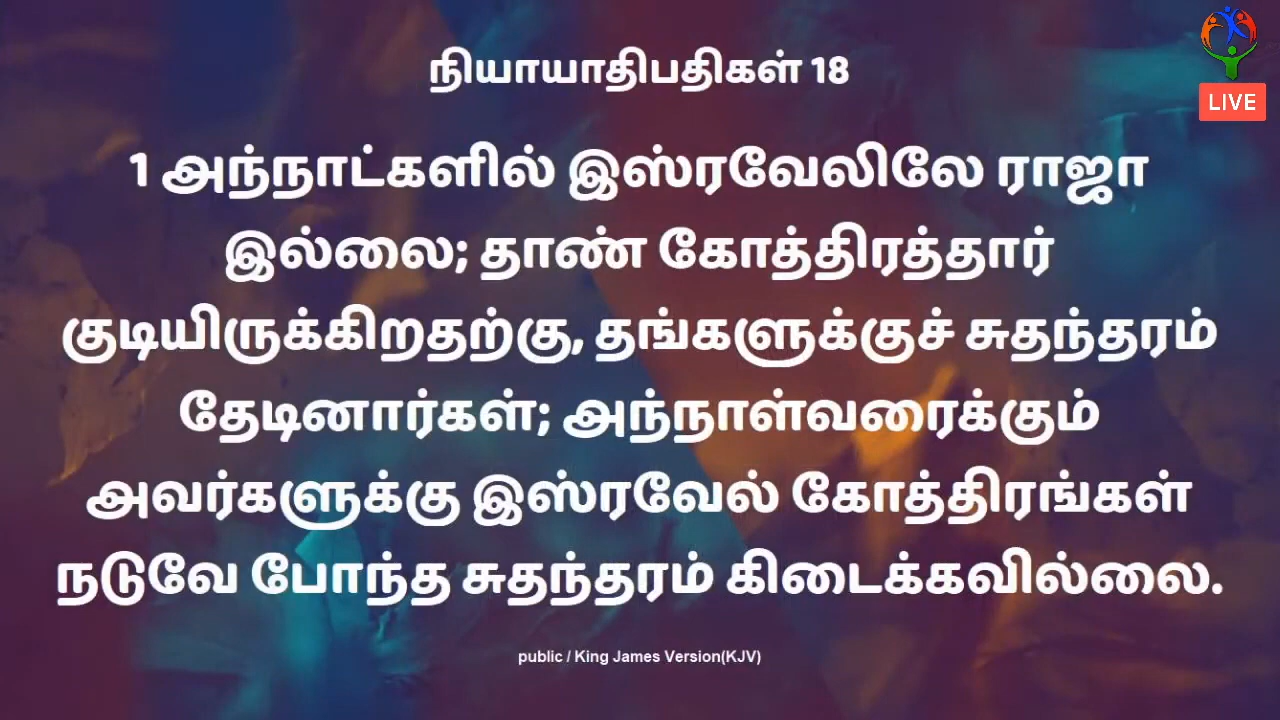 நியாயாதிபதிகள் 18
LIVE
1 அந்நாட்களில் இஸ்ரவேலிலே ராஜா
இல்லை; தாண் கோத்திரத்தார்
குடியிருக்கிறதற்கு, தங்களுக்குச் சுதந்தரம்
தேடினார்கள்; அந்நாள்வரைக்கும்
அவர்களுக்கு இஸ்ரவேல் கோத்திரங்கள்
நடுவே போந்த சுதந்தரம் கிடைக்கவில்லை.
public / King James Version(KJV)